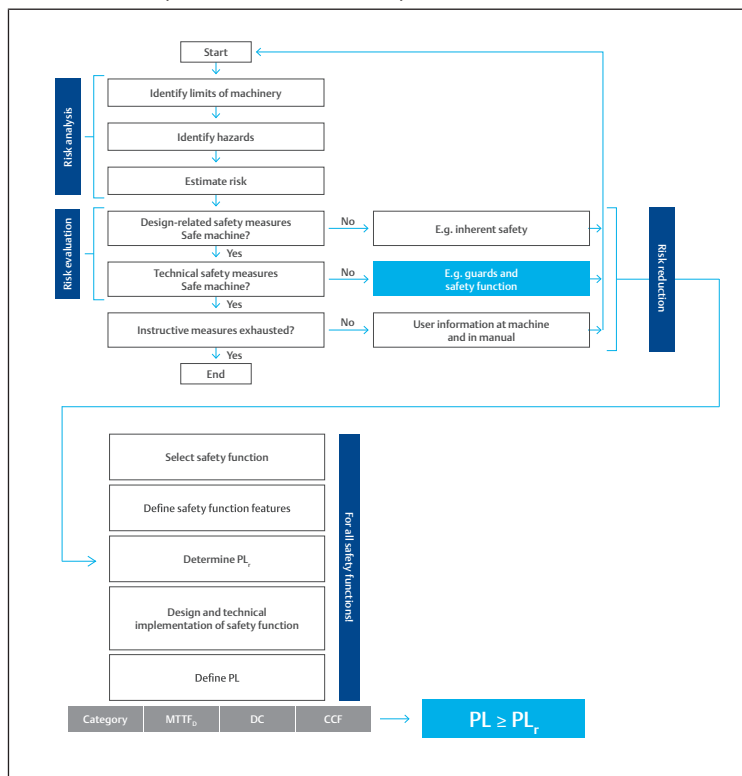 Start
Risk analysis
Identify limits of machinery
Identify hazards
Estimate risk
Risk evaluation
Design-related safety measures
Safe machine?
No
E.g. inherent safety
Yes
Technical safety measures
Safe machine?
No
E.g. guards and
safety function
Risk reduction
Yes
Instructive measures exhausted?
No
User information at machine
and in manual
Yes
End
Select safety function
Define safety function features
Determine PLr
Design and technical
implementation of safety function
Define PL
For all safety functions!
Category
MTTFD
DC
CCF
PL ≥ PLr